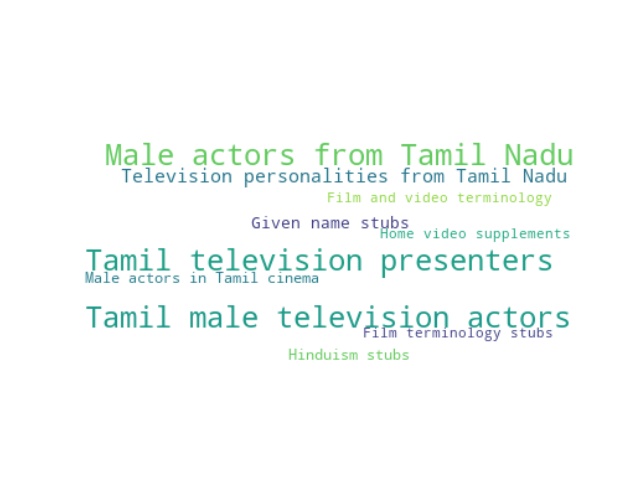 Male actors from Tamil Nadu
Television personalities from Tamil Nadu
Film and video terminology
Given name stubs
Home video supplements
Tamil television presenters
Male actors in Tamil cinema
Tamil male television actors
Film terminology stubs
Hinduism stubs